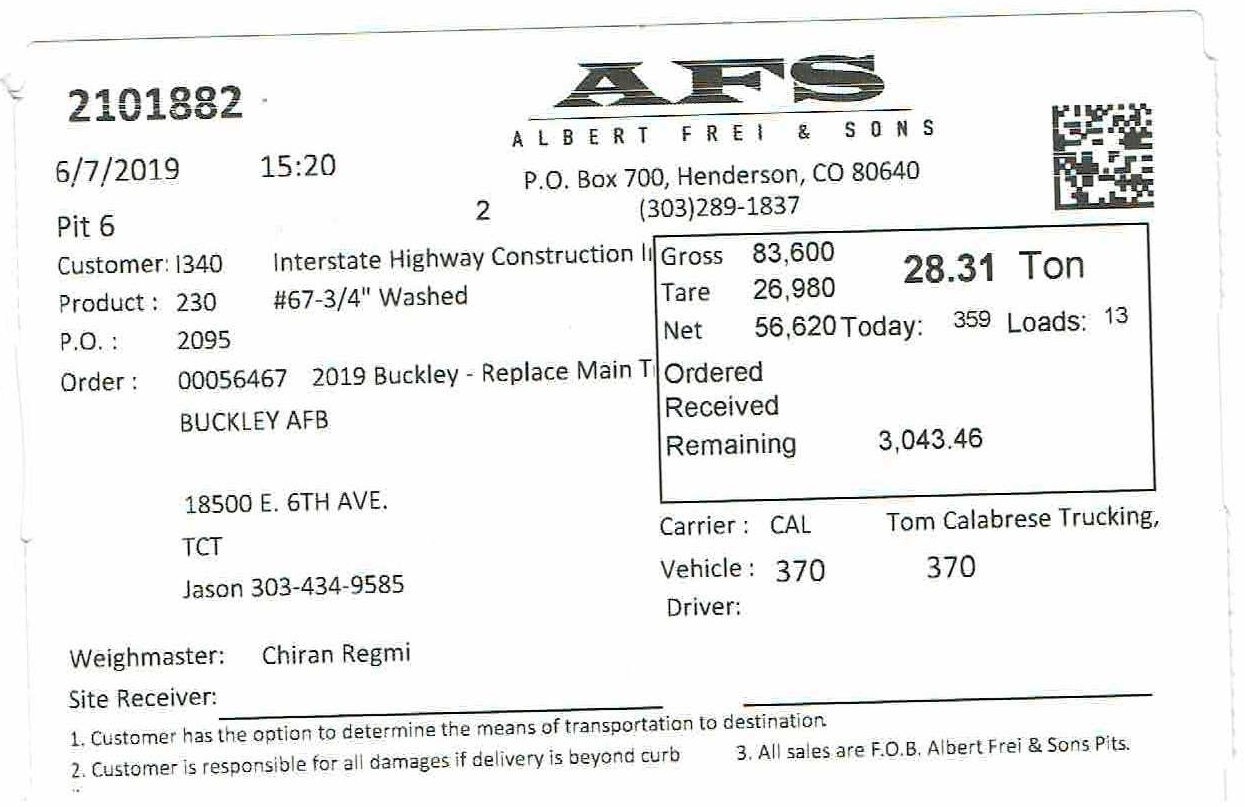 2101882
AFS
ALBERT FREI & SONS
6/7/2019 15:20
P.O. Box 700, Henderson, CO 80640
2 (303)289-1837
Pit 6
Customer: I340 Interstate Highway Construction I
Product : 230 #67-3/4" Washed
P.O. : 2095
Order : 00056467 2019 Buckley - Replace Main T
BUCKLEY AFB
18500 E. 6TH AVE.
TCT
Jason 303-434-9585
Gross 83,600 28.31 Ton
Tare 26,980
Net 56,620 Today: 359 Loads: 13
Ordered
Received
Remaining 3,043.46
Carrier : CAL Tom Calabrese Trucking,
Vehicle : 370 370
Driver:
Weighmaster: Chiran Regmi
Site Receiver:
1. Customer has the option to determine the means of transportation to destination.
2. Customer is responsible for all damages if delivery is beyond curb 3. All sales are F.O.B. Albert Frei & Sons Pits.